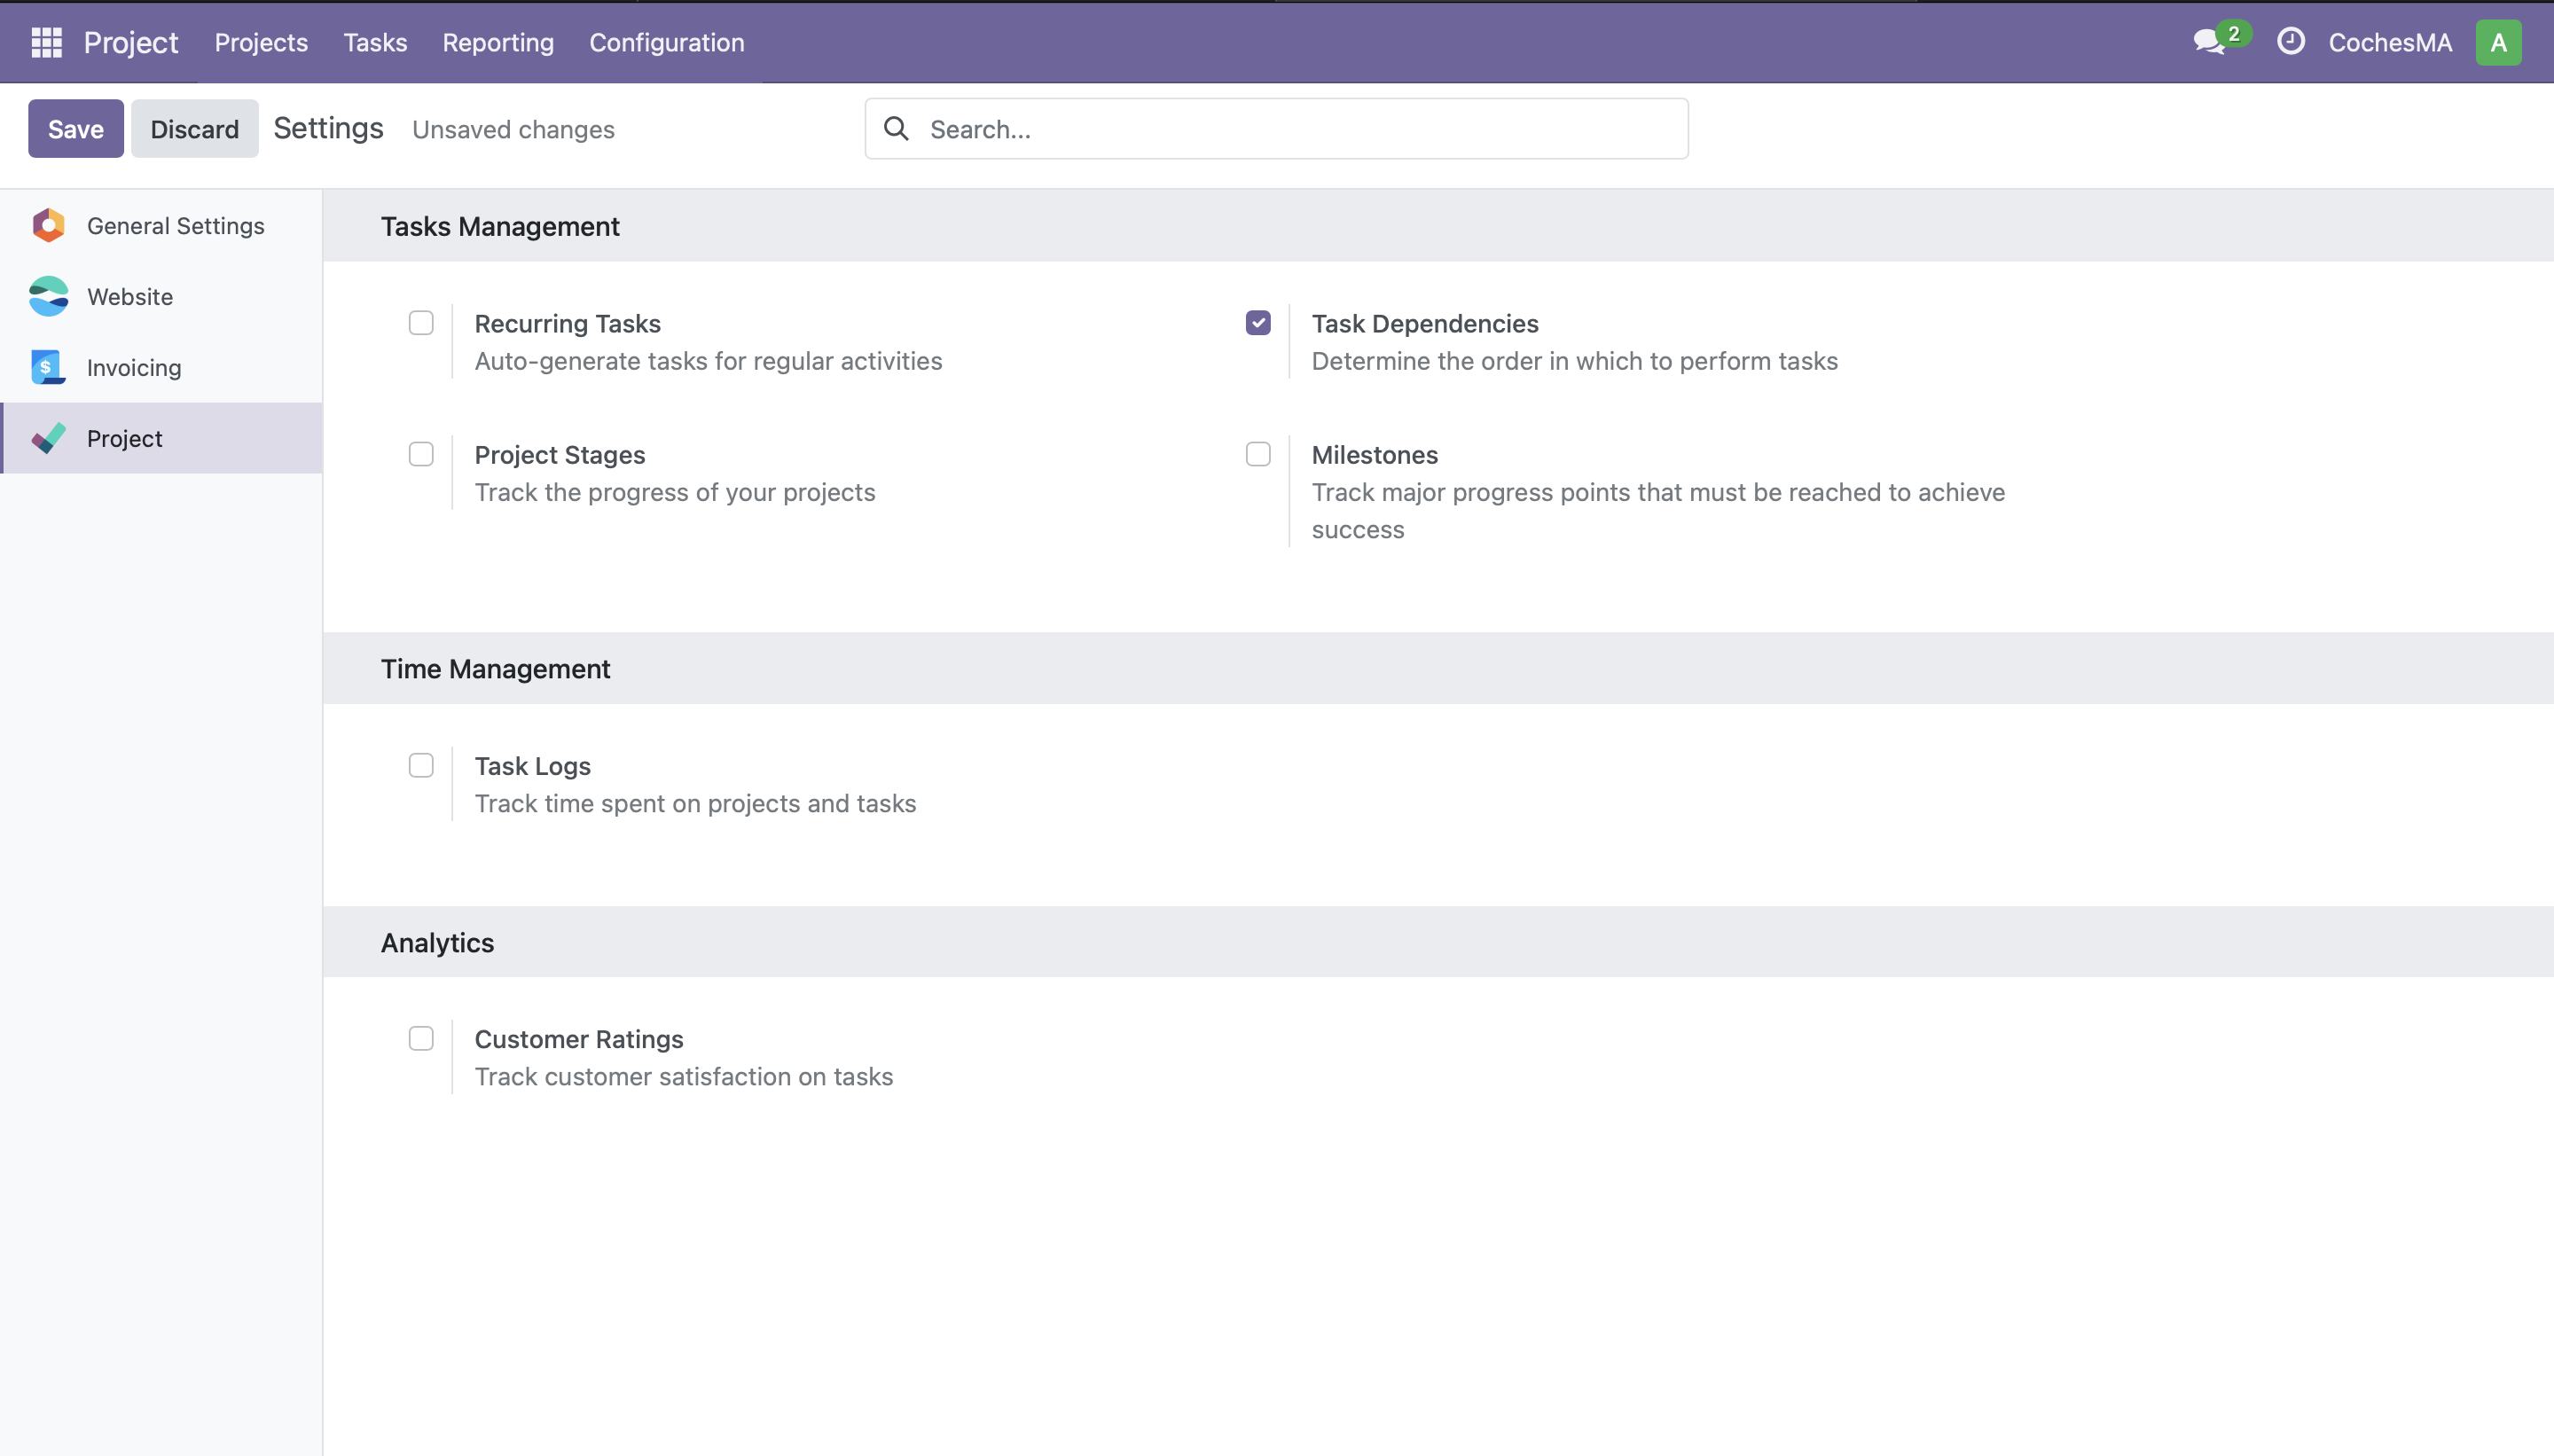 Project Projects Tasks Reporting Configuration 2 CochesMA A
Save Discard Settings Unsaved changes Search...
General Settings
Website
$ Invoicing
Project
Tasks Management
Recurring Tasks
Auto-generate tasks for regular activities
Task Dependencies
Determine the order in which to perform tasks
Project Stages
Track the progress of your projects
Milestones
Track major progress points that must be reached to achieve
success
Time Management
Task Logs
Track time spent on projects and tasks
Analytics
Customer Ratings
Track customer satisfaction on tasks